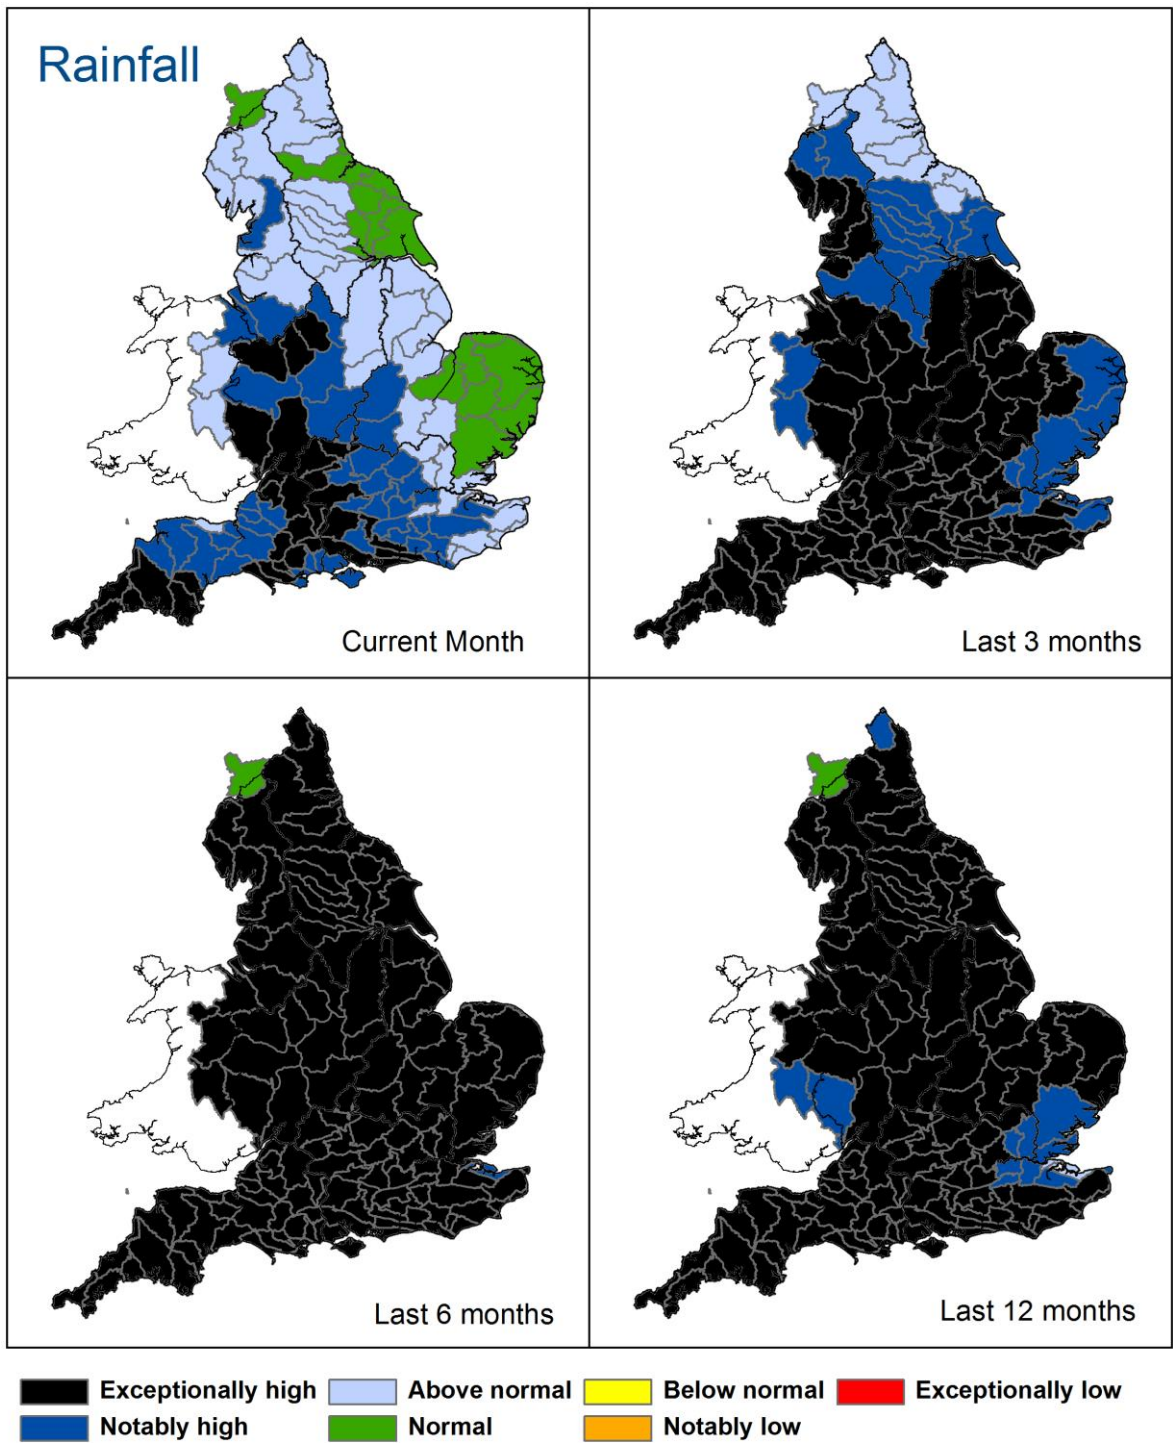 Rainfall
Current Month
Last 3 months
Last 6 months
Last 12 months
Exceptionally high
Above normal
Below normal
Exceptionally low
Notably high
Normal
Notably low